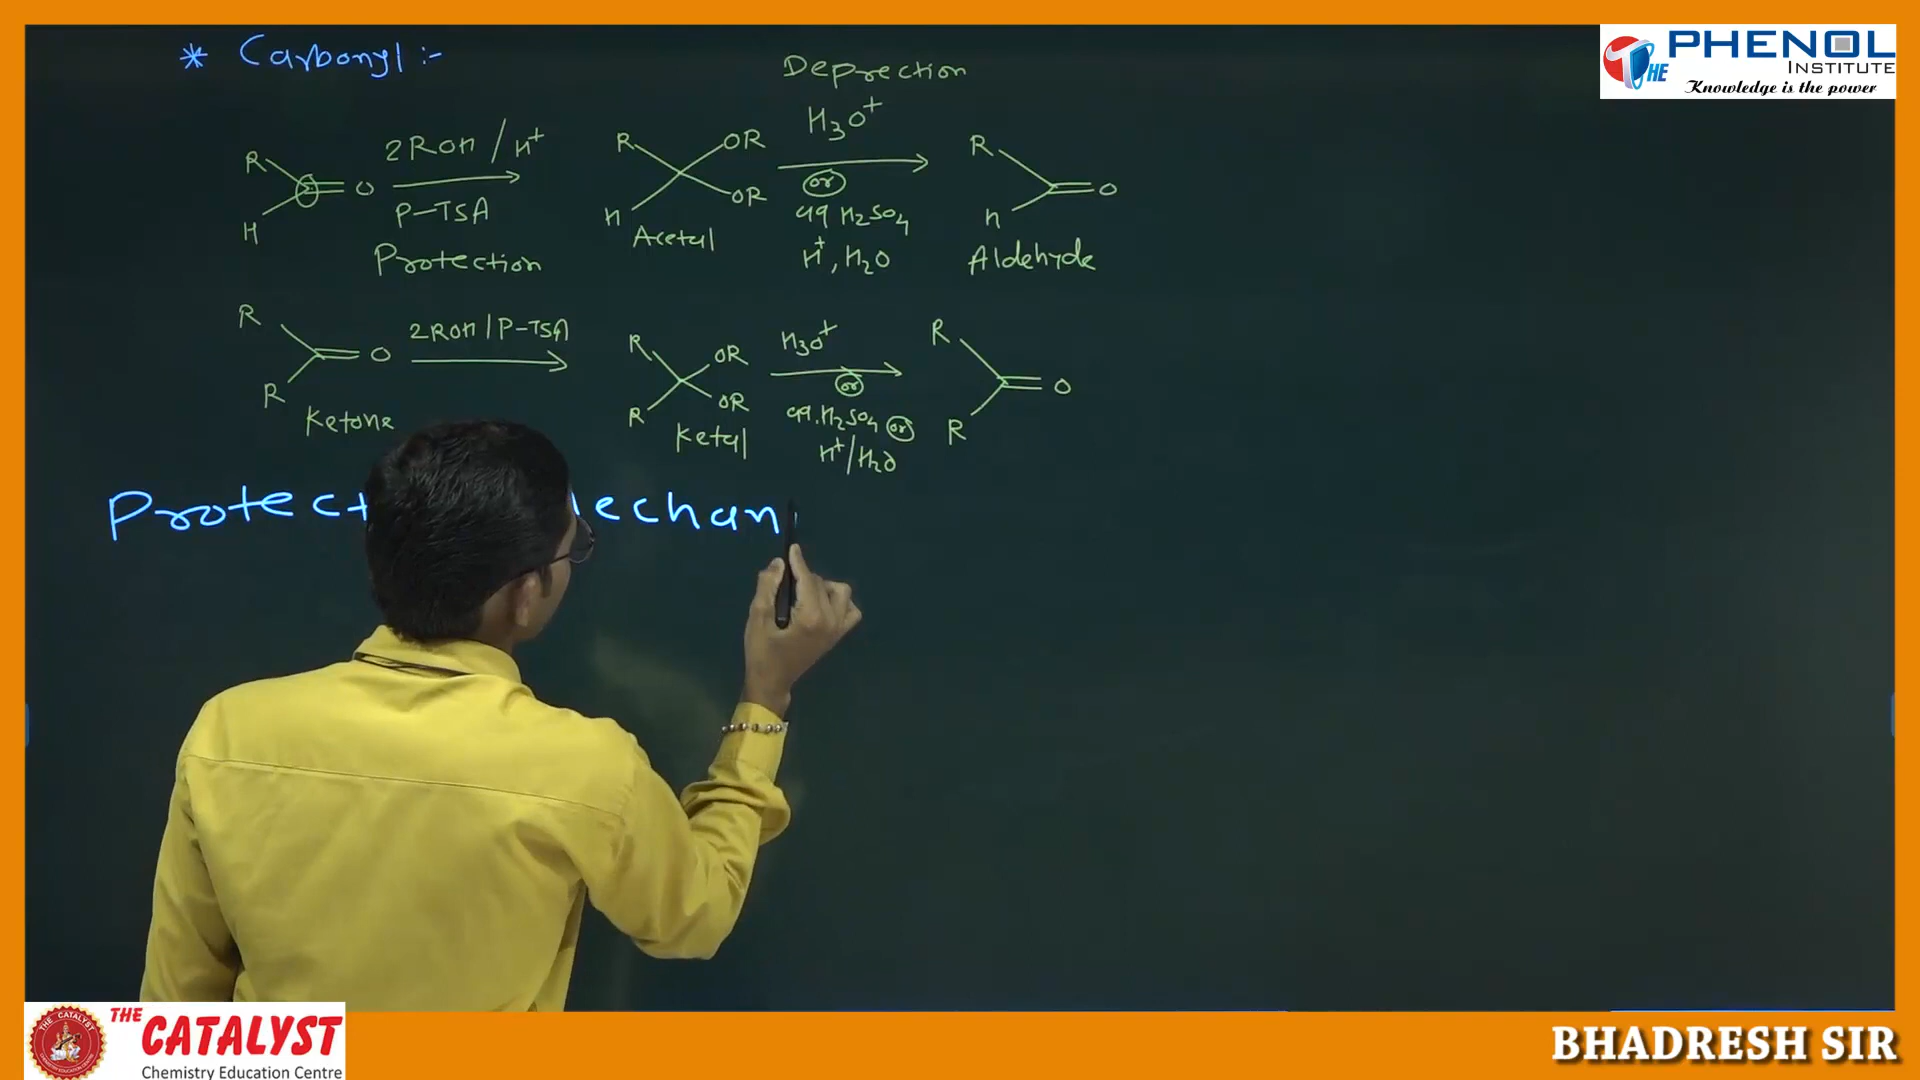 * Carbonyl :-
Deprection
R
H
O
2ROH / H+
P-TSA
Protection
R
H
OR
OR
Acetal
H3O+
or
aq H2SO4
H+, H2O
R
H
O
Aldehyde
R
R
O
Ketone
2ROH / P-TSA
R
R
OR
OR
Ketal
H3O+
or
aq. H2SO4 or
H+/H2O
R
R
O
THE PHENOL
INSTITUTE
Knowledge is the power
THE CATALYST
Chemistry Education Centre
BHADRESH SIR